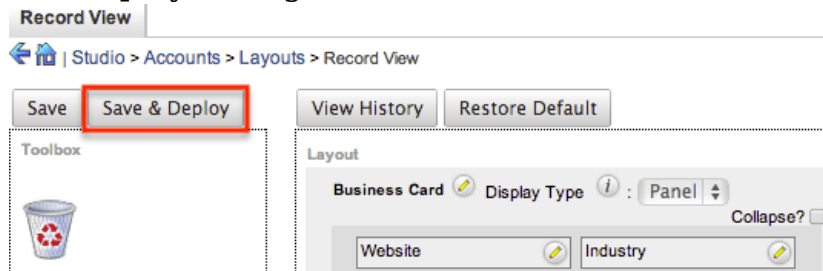 Record View
| Studio > Accounts > Layouts > Record View
Save Save & Deploy View History Restore Default
Toolbox
Layout
Business Card Display Type i : Panel
Collapse?
Website Industry